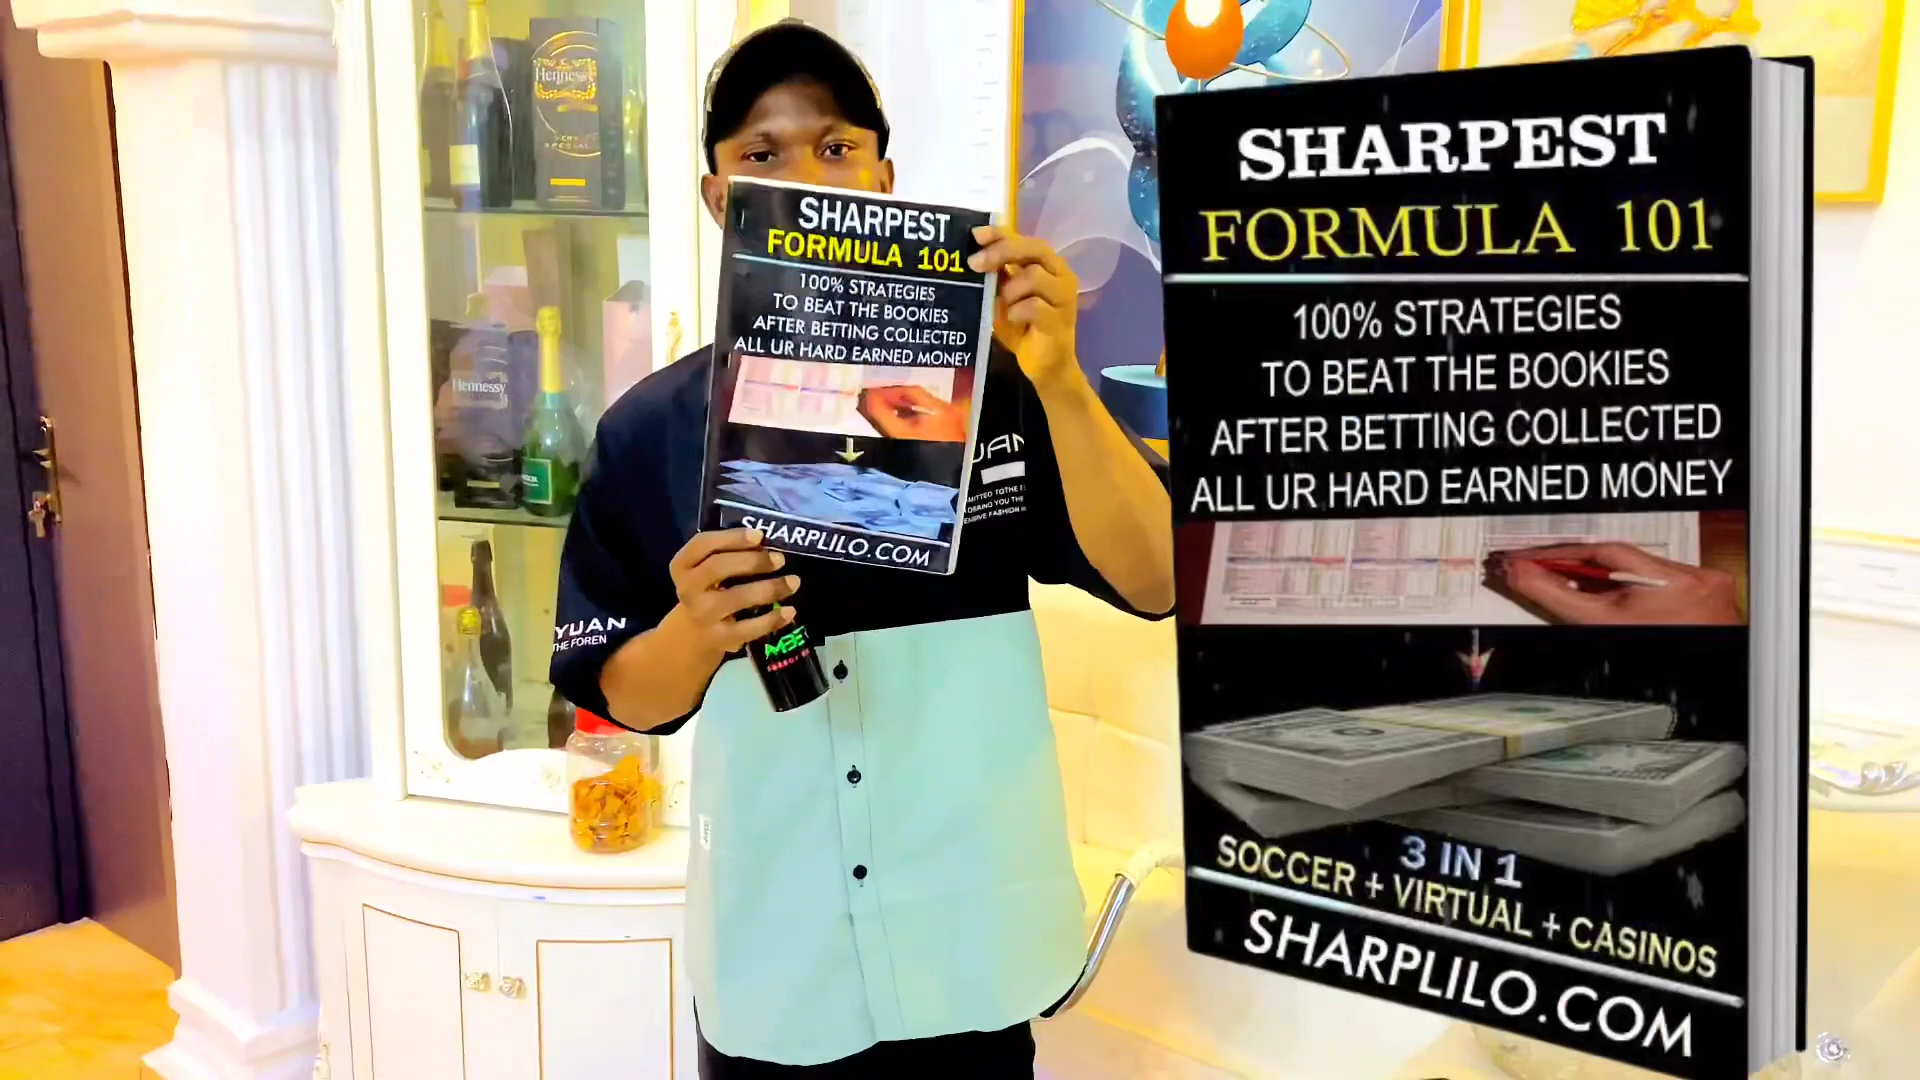 Hennessy
VERY
SPECIAL
Hennessy
SHARPEST
FORMULA 101
100% STRATEGIES
TO BEAT THE BOOKIES
AFTER BETTING COLLECTED
ALL UR HARD EARNED MONEY
SHARPLILO.COM
YUAN
THE FOREN
SHARPEST
FORMULA 101
100% STRATEGIES
TO BEAT THE BOOKIES
AFTER BETTING COLLECTED
ALL UR HARD EARNED MONEY
3 IN 1
SOCCER + VIRTUAL + CASINOS
SHARPLILO.COM